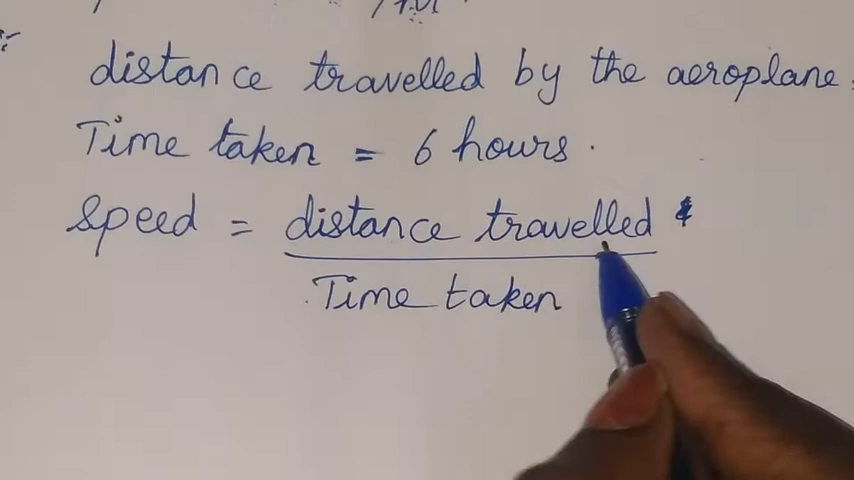 distance travelled by the aeroplane =
Time taken = 6 hours.
speed = distance travelled
Time taken